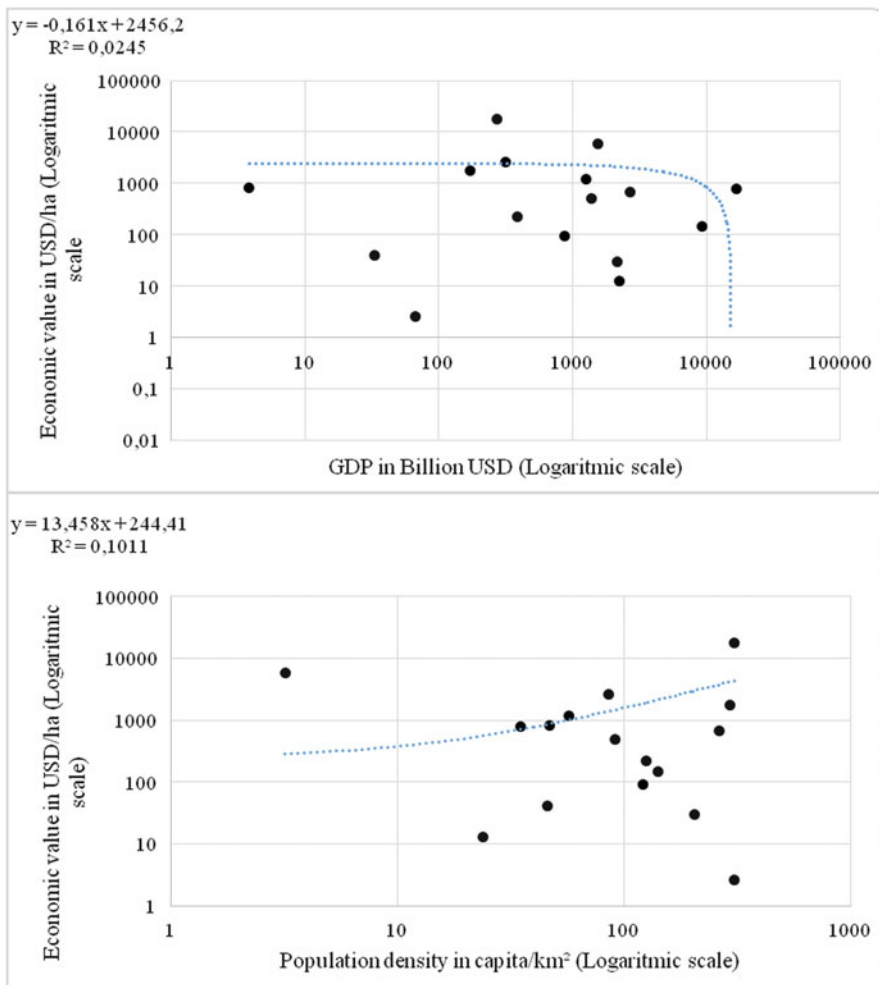 y = -0,161x+2456,2
R² = 0,0245
Economic value in USD/ha (Logaritmic
scale
100000
10000
1000
100
10
1
0,1
0,01
1 10 100 1000 10000 100000
GDP in Billion USD (Logaritmic scale)
y = 13,458x+244,41
R² = 0,1011
Economic value in USD/ha (Logaritmic
scale)
100000
10000
1000
100
10
1
1 10 100 1000
Population density in capita/km² (Logaritmic scale)